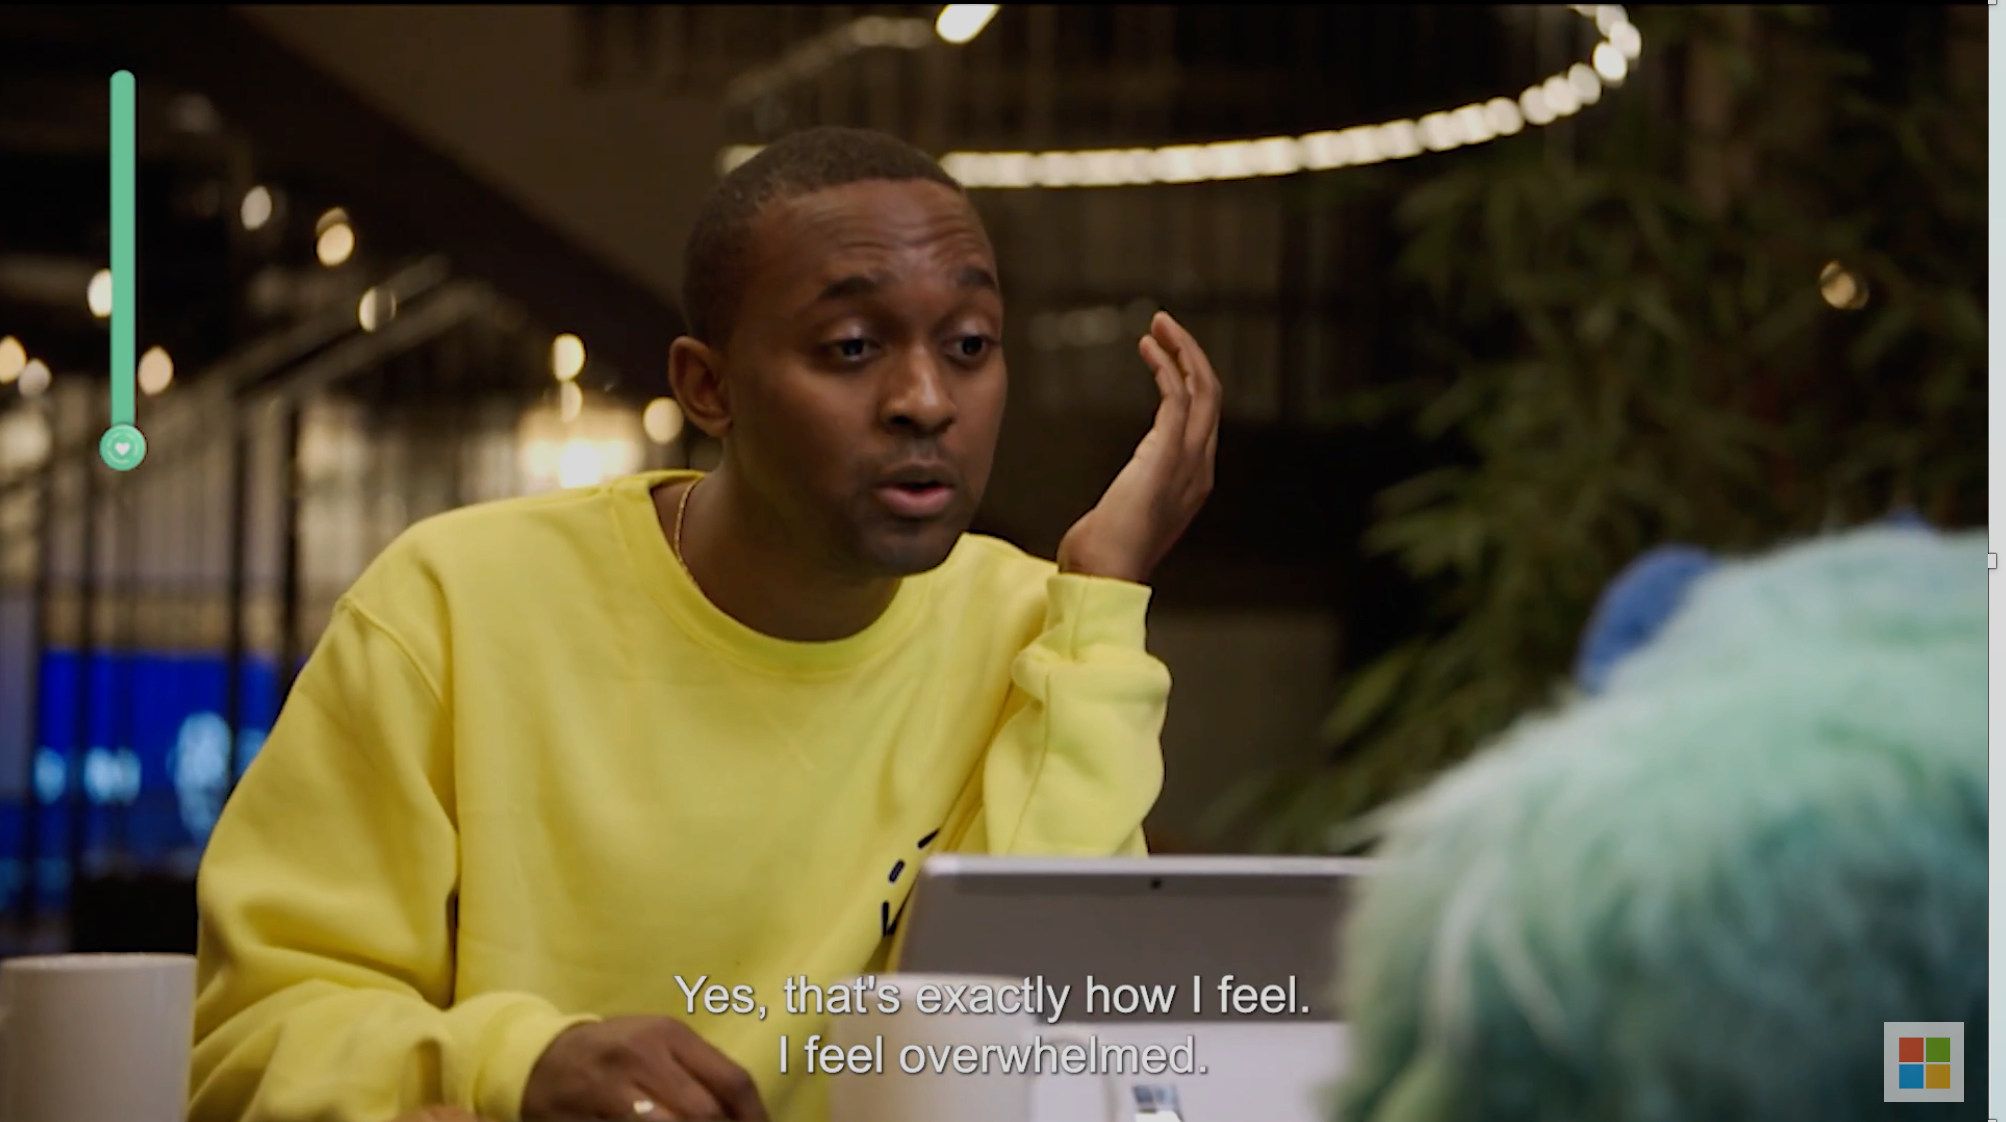 Yes, that's exactly how I feel.
I feel overwhelmed.